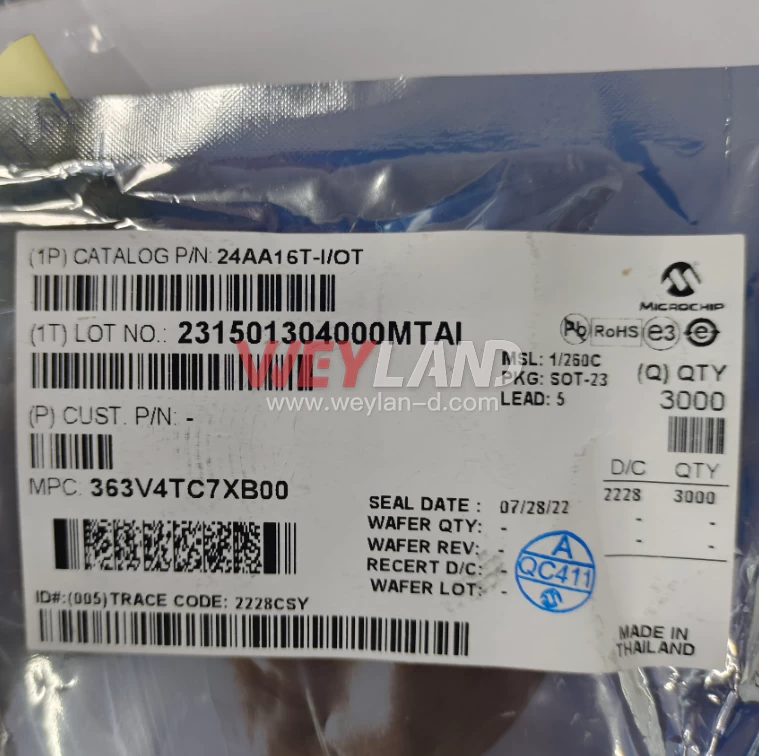 (1P) CATALOG P/N: 24AA16T-I/OT
MICROCHIP
(1T) LOT NO.: 231501304000MTAI
Pb RoHS e3 e
WEYLAND
www.weylan-d.com
MSL: 1/260C
PKG: SOT-23
LEAD: 5
(Q) QTY
3000
(P) CUST. P/N: -
MPC: 363V4TC7XB00
D/C QTY
2228 3000
- -
- -
SEAL DATE : 07/28/22
WAFER QTY: -
WAFER REV: -
RECERT D/C: -
WAFER LOT: -
A
QC411
ID#:(005)TRACE CODE: 2228CSY
MADE IN
THAILAND